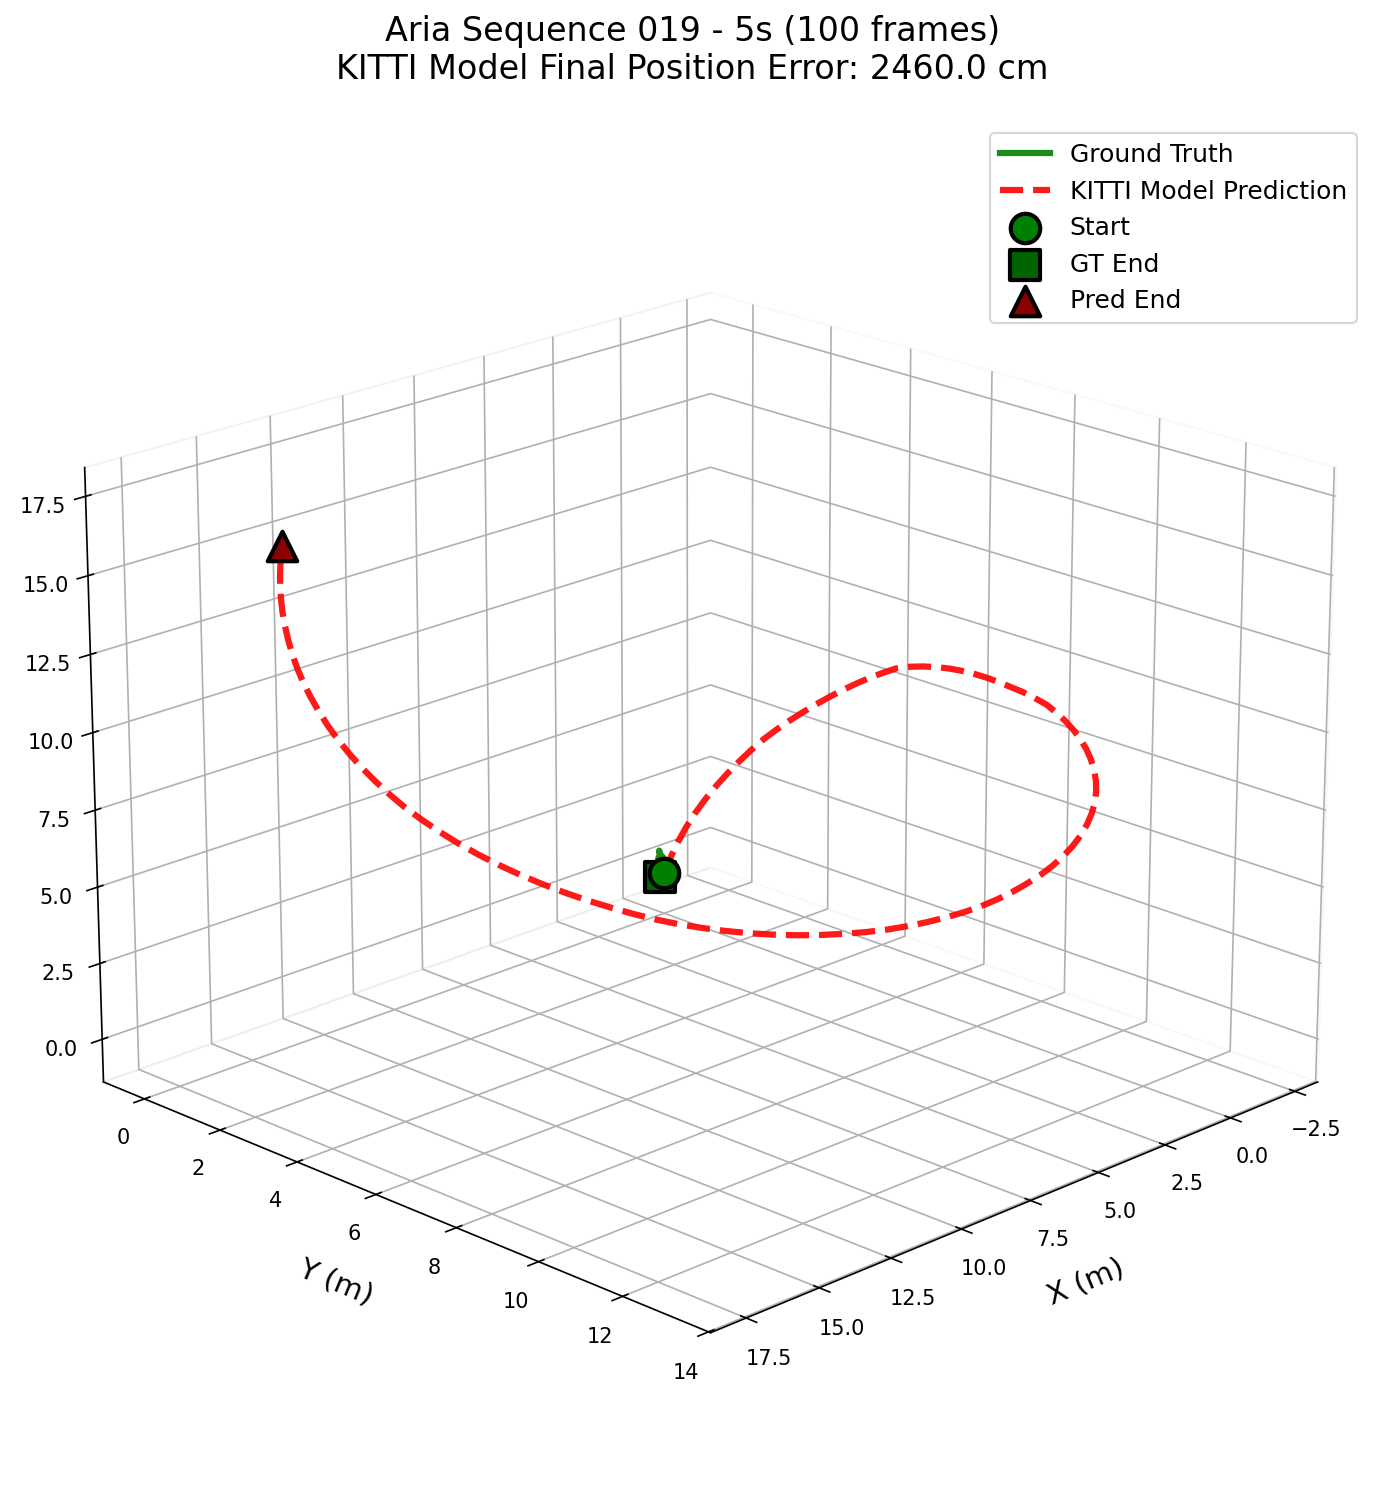 Aria Sequence 019 - 5s (100 frames)
KITTI Model Final Position Error: 2460.0 cm
Ground Truth
KITTI Model Prediction
Start
GT End
Pred End
17.5
15.0
12.5
10.0
7.5
5.0
2.5
0.0
0
2
4
6
8
10
12
14
Y (m)
−2.5
0.0
2.5
5.0
7.5
10.0
12.5
15.0
17.5
X (m)